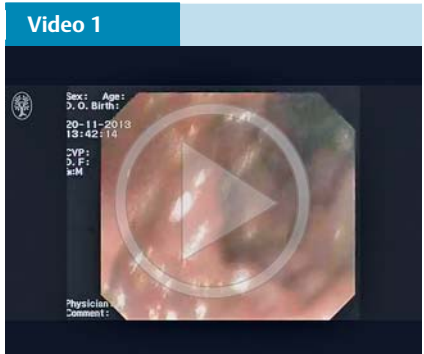 Video 1
Sex: Age:
D.O. Birth:
20-11-2013
13:42:14
CVP:
D.F:
Physician
Comment: